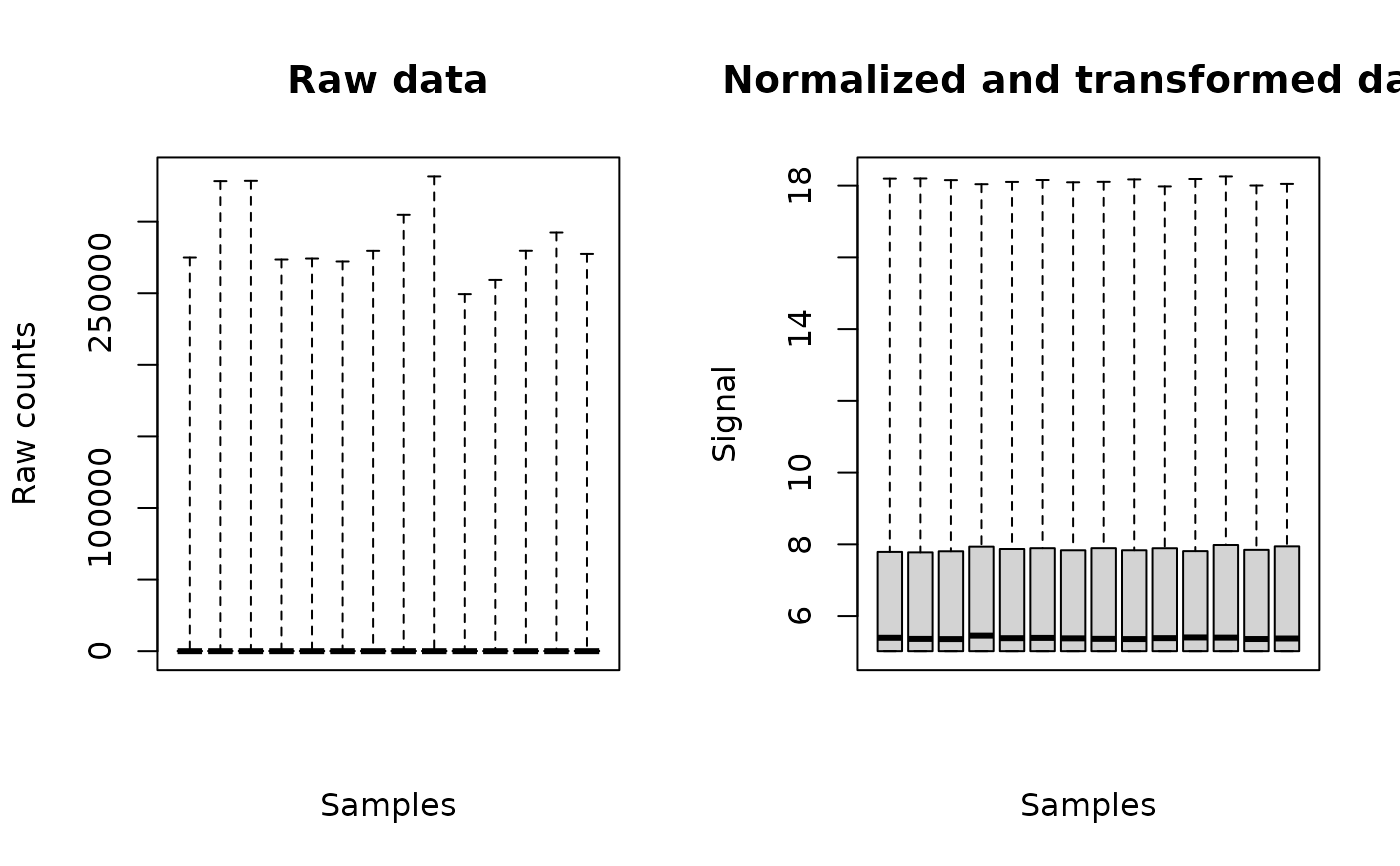 Raw data
Raw counts
0
100000
250000
Samples
Normalized and transformed da
Signal
6
8
10
14
18
Samples